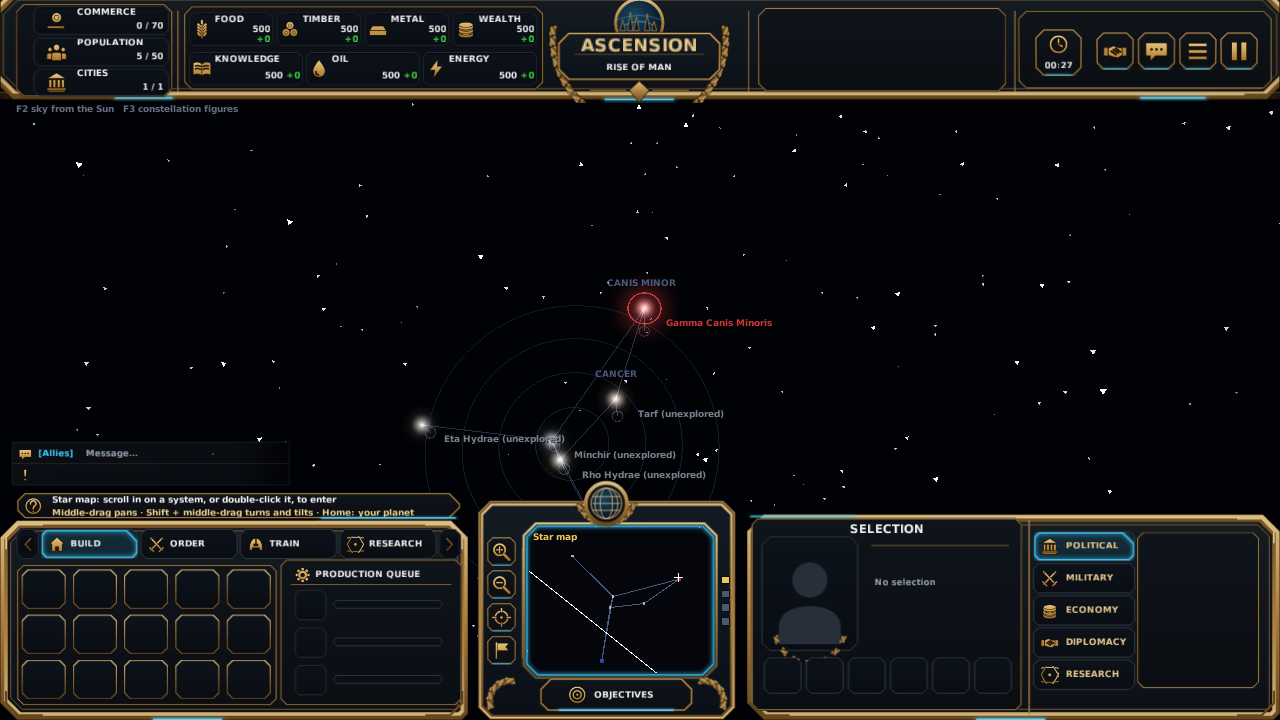 COMMERCE
0 / 70
POPULATION
5 / 50
CITIES
1 / 1
FOOD
500
+0
TIMBER
500
+0
METAL
500
+0
WEALTH
500
+0
KNOWLEDGE
500 +0
OIL
500 +0
ENERGY
500 +0
ASCENSION
RISE OF MAN
00:27
F2 sky from the Sun F3 constellation figures
CANIS MINOR
Gamma Canis Minoris
CANCER
Tarf (unexplored)
Eta Hydrae (unexplored)
Minchir (unexplored)
Rho Hydrae (unexplored)
[Allies] Message...
!
Star map: scroll in on a system, or double-click it, to enter
Middle-drag pans · Shift + middle-drag turns and tilts · Home: your planet
BUILD
ORDER
TRAIN
RESEARCH
PRODUCTION QUEUE
Star map
OBJECTIVES
SELECTION
No selection
POLITICAL
MILITARY
ECONOMY
DIPLOMACY
RESEARCH